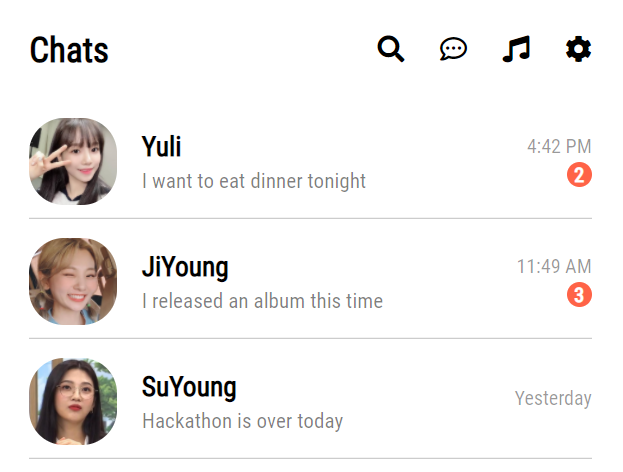 Chats
Yuli
4:42 PM
I want to eat dinner tonight
2
JiYoung
11:49 AM
I released an album this time
3
SuYoung
Yesterday
Hackathon is over today